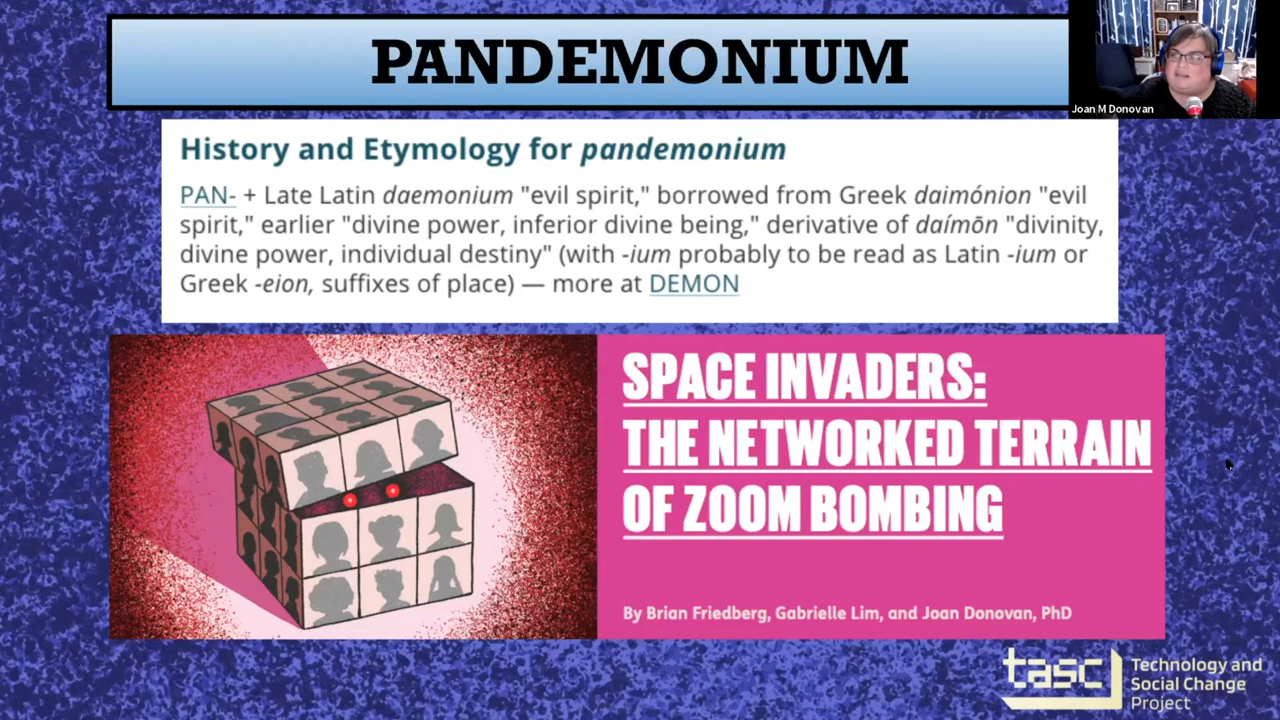 PANDEMONIUM
Joan M Donovan
History and Etymology for pandemonium
PAN- + Late Latin daemonium "evil spirit," borrowed from Greek daimónion "evil
spirit," earlier "divine power, inferior divine being," derivative of daímōn "divinity,
divine power, individual destiny" (with -ium probably to be read as Latin -ium or
Greek -eion, suffixes of place) — more at DEMON
SPACE INVADERS:
THE NETWORKED TERRAIN
OF ZOOM BOMBING
By Brian Friedberg, Gabrielle Lim, and Joan Donovan, PhD
tasc
Technology and
Social Change
Project